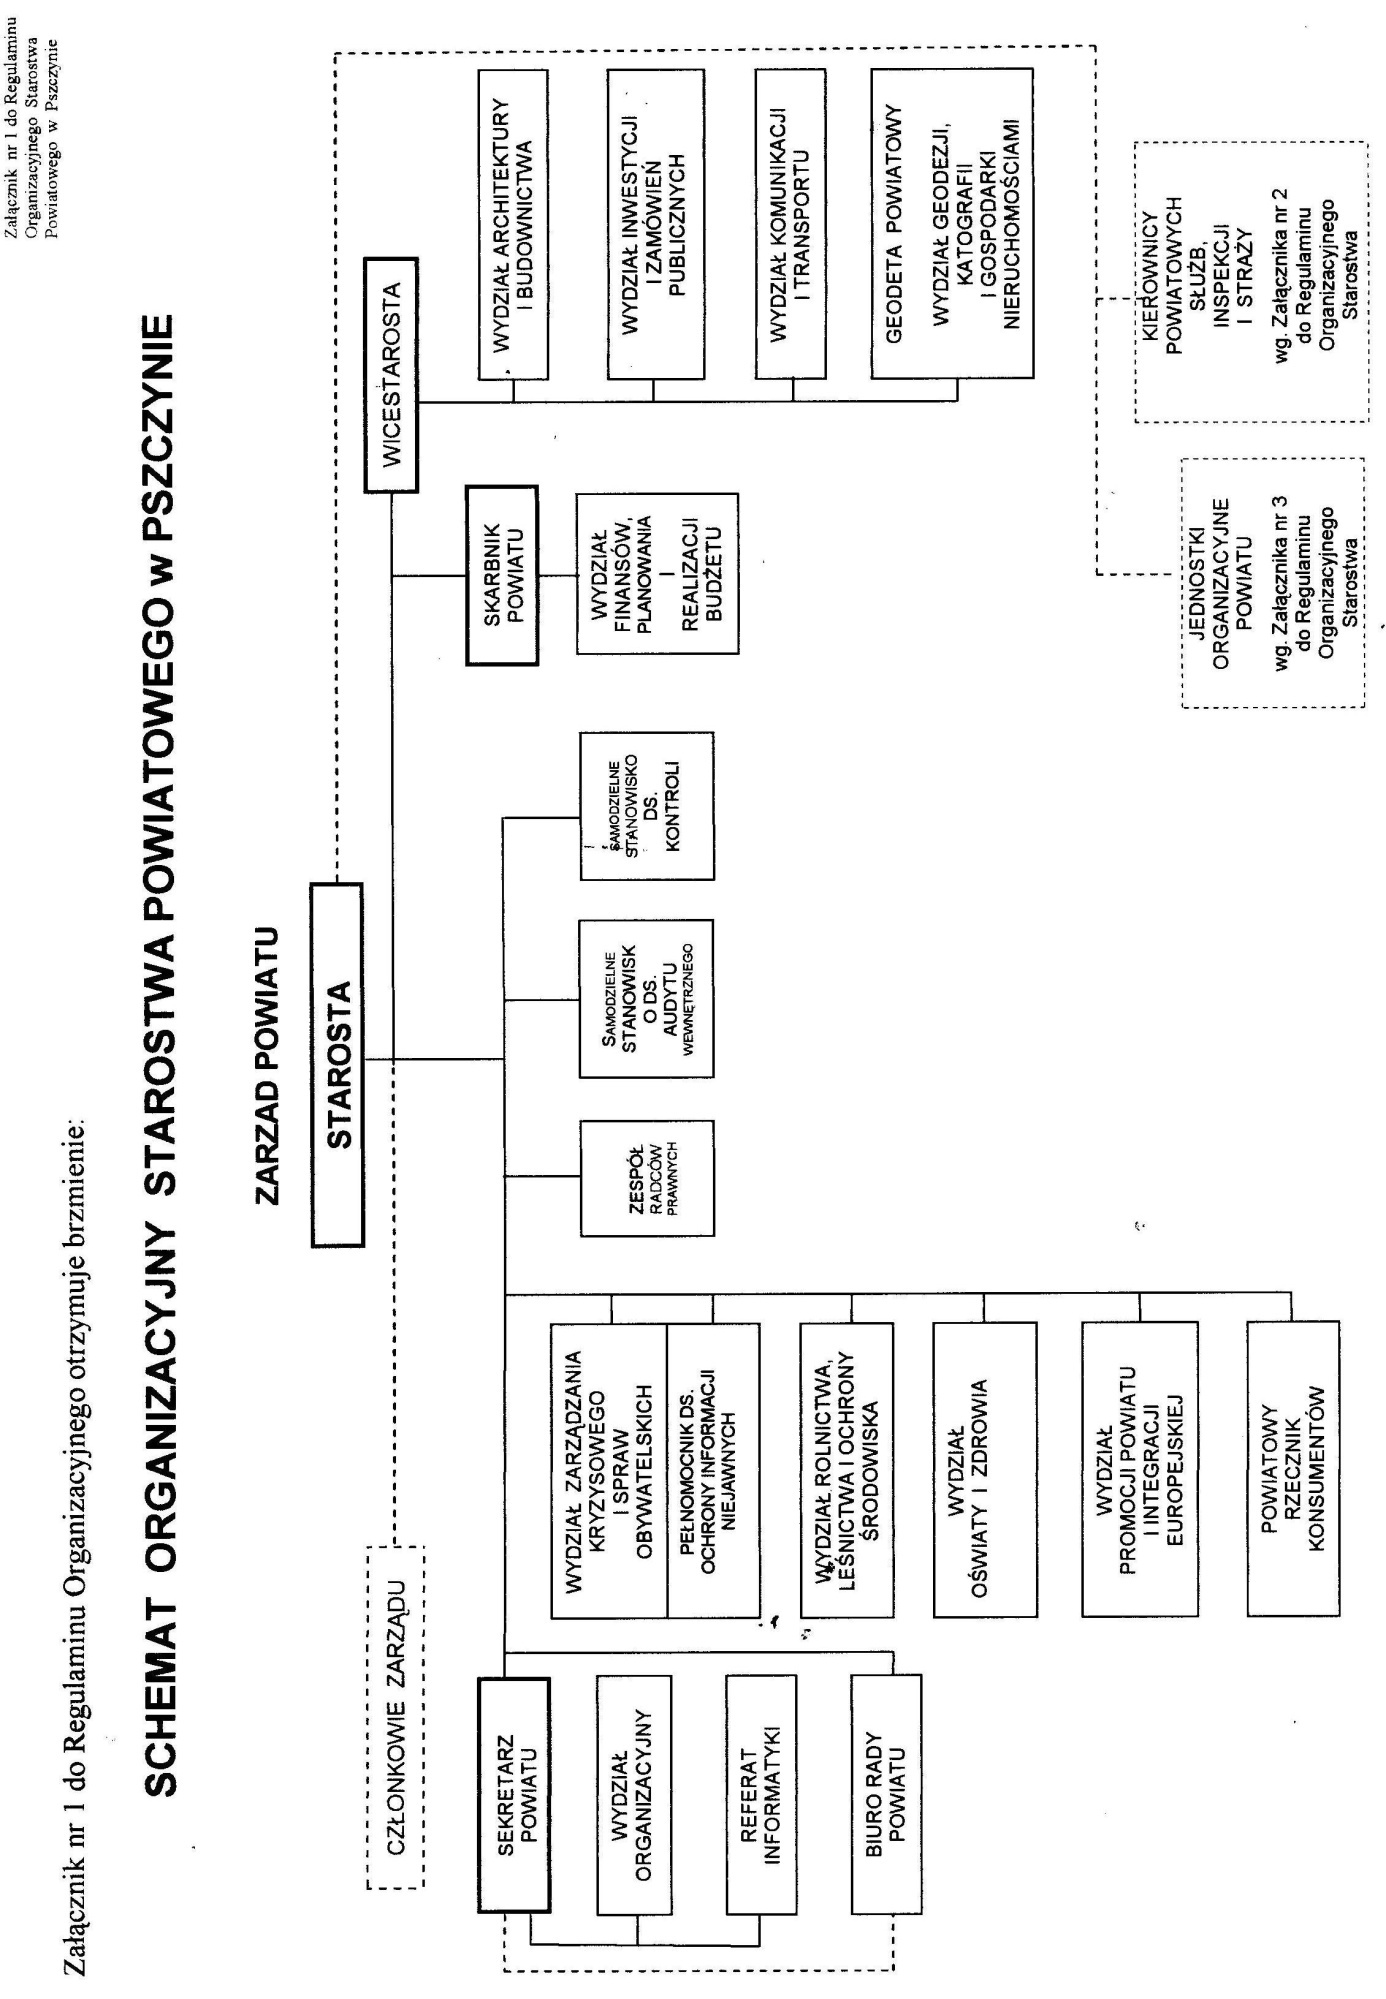 Załącznik nr 1 do Regulaminu
Organizacyjnego Starostwa
Powiatowego w Pszczynie
Załącznik nr 1 do Regulaminu Organizacyjnego otrzymuje brzmienie:
SCHEMAT ORGANIZACYJNY STAROSTWA POWIATOWEGO w PSZCZYNIE
ZARZAD POWIATU
STAROSTA
CZŁONKOWIE ZARZĄDU
WICESTAROSTA
SEKRETARZ
POWIATU
WYDZIAŁ
ORGANIZACYJNY
REFERAT
INFORMATYKI
BIURO RADY
POWIATU
WYDZIAŁ ZARZĄDZANIA
KRYZYSOWEGO
I SPRAW
OBYWATELSKICH
PEŁNOMOCNIK DS.
OCHRONY INFORMACJI
NIEJAWNYCH
WYDZIAŁ ROLNICTWA,
LEŚNICTWA I OCHRONY
ŚRODOWISKA
WYDZIAŁ
OŚWIATY I ZDROWIA
WYDZIAŁ
PROMOCJI POWIATU
I INTEGRACJI
EUROPEJSKIEJ
POWIATOWY
RZECZNIK
KONSUMENTÓW
ZESPÓŁ
RADCÓW
PRAWNYCH
SAMODZIELNE
STANOWISK
O DS.
AUDYTU
WEWNĘTRZNEGO
SAMODZIELNE
STANOWISKO
DS.
KONTROLI
SKARBNIK
POWIATU
WYDZIAŁ
FINANSÓW,
PLANOWANIA
I
REALIZACJI
BUDŻETU
WYDZIAŁ ARCHITEKTURY
I BUDOWNICTWA
WYDZIAŁ INWESTYCJI
I ZAMÓWIEŃ
PUBLICZNYCH
WYDZIAŁ KOMUNIKACJI
I TRANSPORTU
GEODETA POWIATOWY
WYDZIAŁ GEODEZJI,
KATOGRAFII
I GOSPODARKI
NIERUCHOMOŚCIAMI
JEDNOSTKI
ORGANIZACYJNE
POWIATU
wg. Załącznika nr 3
do Regulaminu
Organizacyjnego
Starostwa
KIEROWNICY
POWIATOWYCH
SŁUŻB,
INSPEKCJI
I STRAŻY
wg. Załącznika nr 2
do Regulaminu
Organizacyjnego
Starostwa